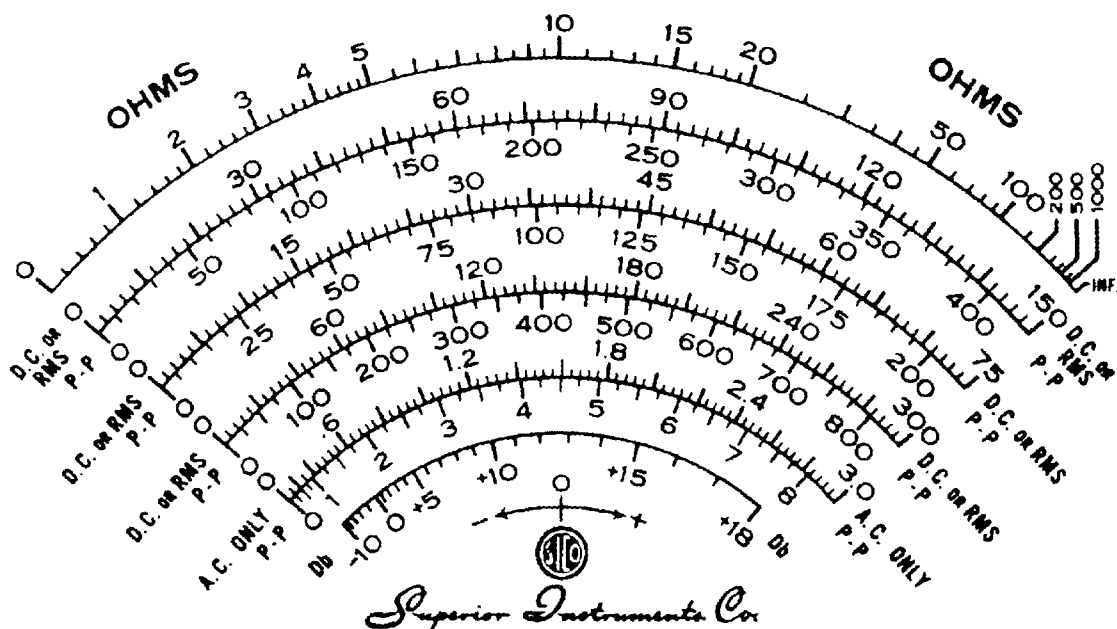 OHMS OHMS
0 1 2 3 4 5 10 15 20 50 100 200 500 1000 INF.
0 30 60 90 120 150
D.C. OR RMS D.C. OR RMS
0 50 100 150 200 250 300 350 400
P-P P-P
0 15 30 45 60 75
D.C. OR RMS D.C. OR RMS
0 25 50 75 100 125 150 175 200
P-P P-P
0 60 120 180 240 300
D.C. OR RMS D.C. OR RMS
0 100 200 300 400 500 600 700 800
P-P P-P
0 .6 1.2 1.8 2.4 3.0
A.C. ONLY A.C. ONLY
0 1 2 3 4 5 6 7 8
P-P P-P
Db -10 0 +5 +10 +15 +18 Db
0
- +
SICO
Superior Instruments Co.